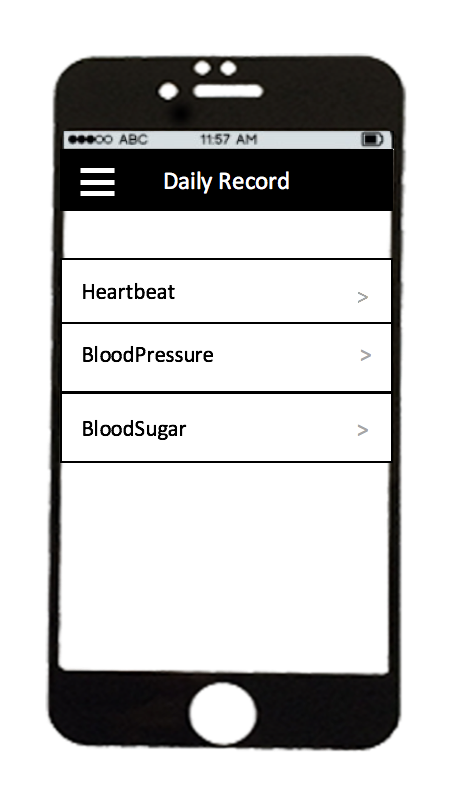 ABC 11:57 AM
Daily Record
Heartbeat >
BloodPressure >
BloodSugar >